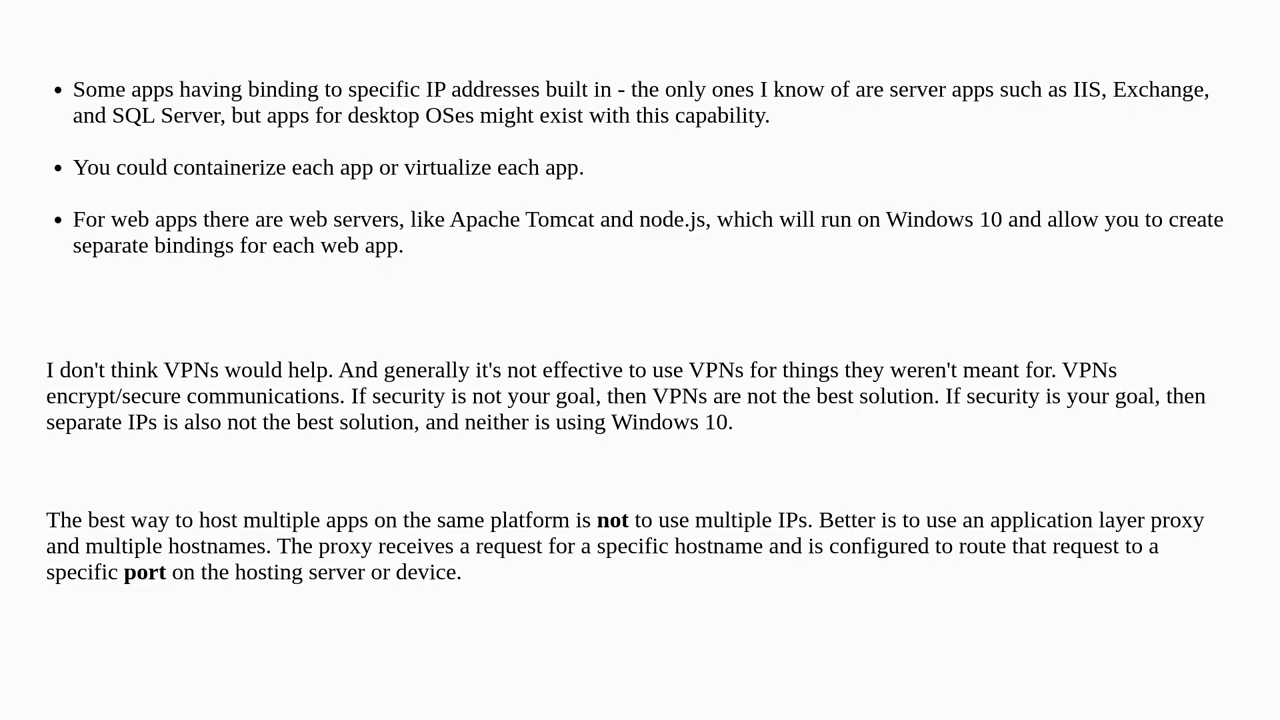 • Some apps having binding to specific IP addresses built in - the only ones I know of are server apps such as IIS, Exchange,
and SQL Server, but apps for desktop OSes might exist with this capability.
• You could containerize each app or virtualize each app.
• For web apps there are web servers, like Apache Tomcat and node.js, which will run on Windows 10 and allow you to create
separate bindings for each web app.
I don't think VPNs would help. And generally it's not effective to use VPNs for things they weren't meant for. VPNs
encrypt/secure communications. If security is not your goal, then VPNs are not the best solution. If security is your goal, then
separate IPs is also not the best solution, and neither is using Windows 10.
The best way to host multiple apps on the same platform is not to use multiple IPs. Better is to use an application layer proxy
and multiple hostnames. The proxy receives a request for a specific hostname and is configured to route that request to a
specific port on the hosting server or device.